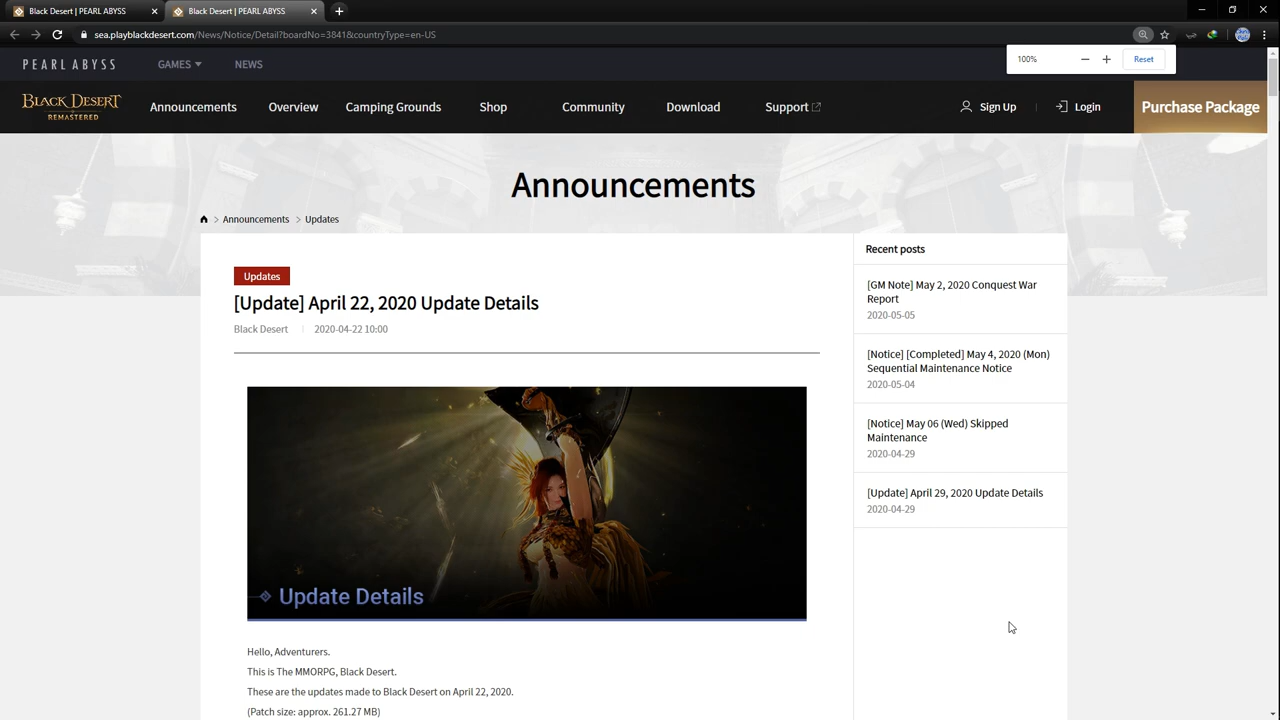 Black Desert | PEARL ABYSS
Black Desert | PEARL ABYSS
sea.playblackdesert.com/News/Notice/Detail?boardNo=3841&countryType=en-US
100%
Reset
PEARL ABYSS
GAMES
NEWS
BLACK DESERT
REMASTERED
Announcements
Overview
Camping Grounds
Shop
Community
Download
Support
Sign Up
Login
Purchase Package
Announcements
Announcements > Updates
Updates
[Update] April 22, 2020 Update Details
Black Desert | 2020-04-22 10:00
Update Details
Hello, Adventurers.
This is The MMORPG, Black Desert.
These are the updates made to Black Desert on April 22, 2020.
(Patch size: approx. 261.27 MB)
Recent posts
[GM Note] May 2, 2020 Conquest War
Report
2020-05-05
[Notice] [Completed] May 4, 2020 (Mon)
Sequential Maintenance Notice
2020-05-04
[Notice] May 06 (Wed) Skipped
Maintenance
2020-04-29
[Update] April 29, 2020 Update Details
2020-04-29